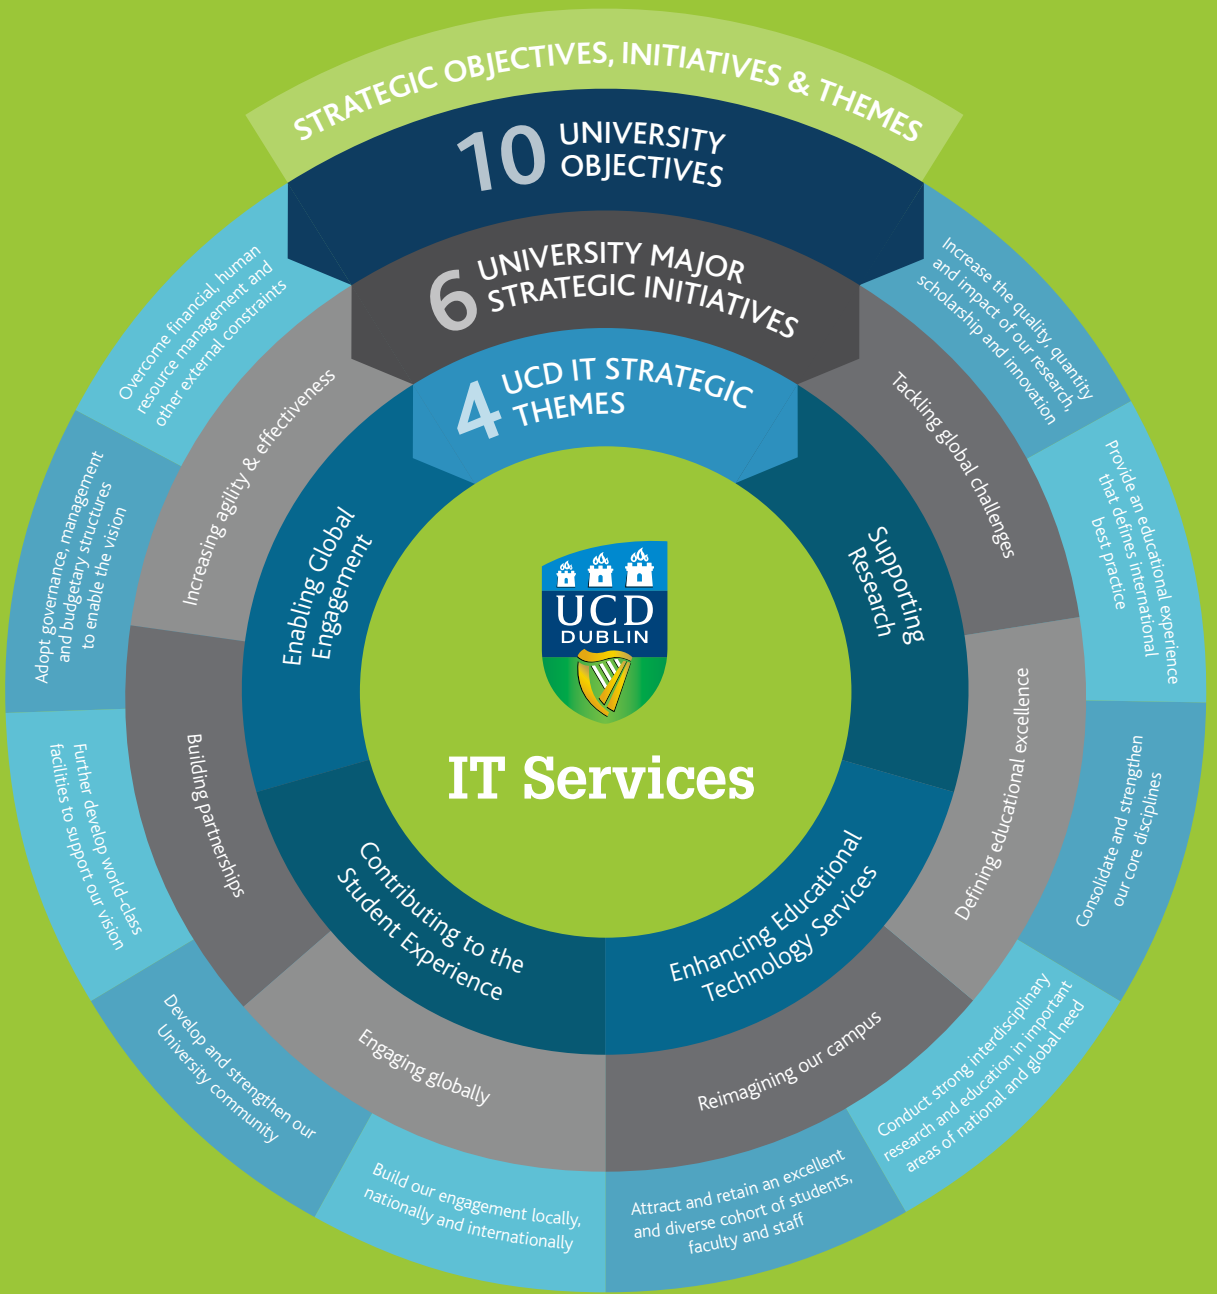 STRATEGIC OBJECTIVES, INITIATIVES & THEMES
10 UNIVERSITY
OBJECTIVES
6 UNIVERSITY MAJOR
STRATEGIC INITIATIVES
4 UCD IT STRATEGIC
THEMES
Increase the quality, quantity
and impact of our research,
scholarship and innovation
Provide an educational experience
that defines international
best practice
Consolidate and strengthen
our core disciplines
Conduct strong interdisciplinary
research and education in important
areas of national and global need
Attract and retain an excellent
and diverse cohort of students,
faculty and staff
Build our engagement locally,
nationally and internationally
Develop and strengthen our
University community
Further develop world-class
facilities to support our vision
Adopt governance, management
and budgetary structures
to enable the vision
Overcome financial, human
resource management and
other external constraints
Tackling global challenges
Defining educational excellence
Reimagining our campus
Engaging globally
Building partnerships
Increasing agility & effectiveness
Supporting
Research
Enhancing Educational
Technology Services
Contributing to the
Student Experience
Enabling Global
Engagement
UCD
DUBLIN
IT Services